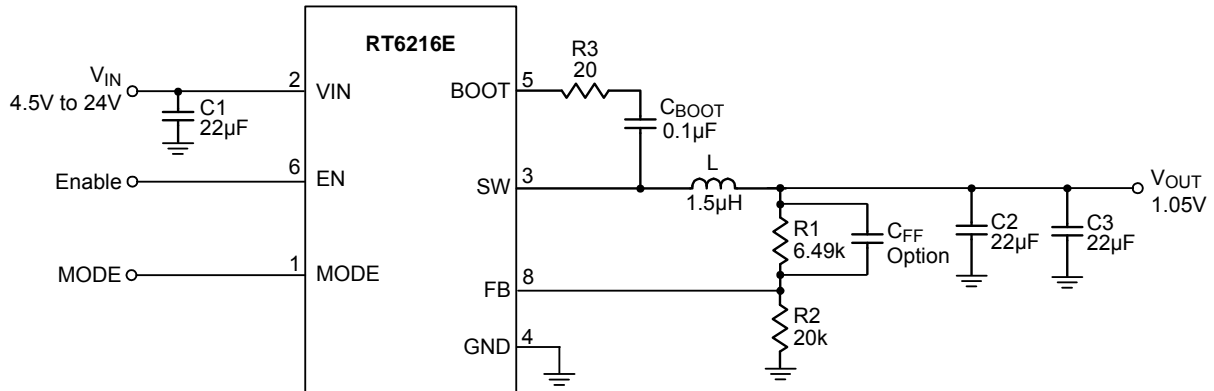 RT6216E
VIN
4.5V to 24V
C1
22µF
2
VIN
Enable
6
EN
MODE
1
MODE
BOOT
5
R3
20
CBOOT
0.1µF
SW
3
L
1.5µH
R1
6.49k
CFF
Option
C2
22µF
C3
22µF
VOUT
1.05V
FB
8
R2
20k
GND
4